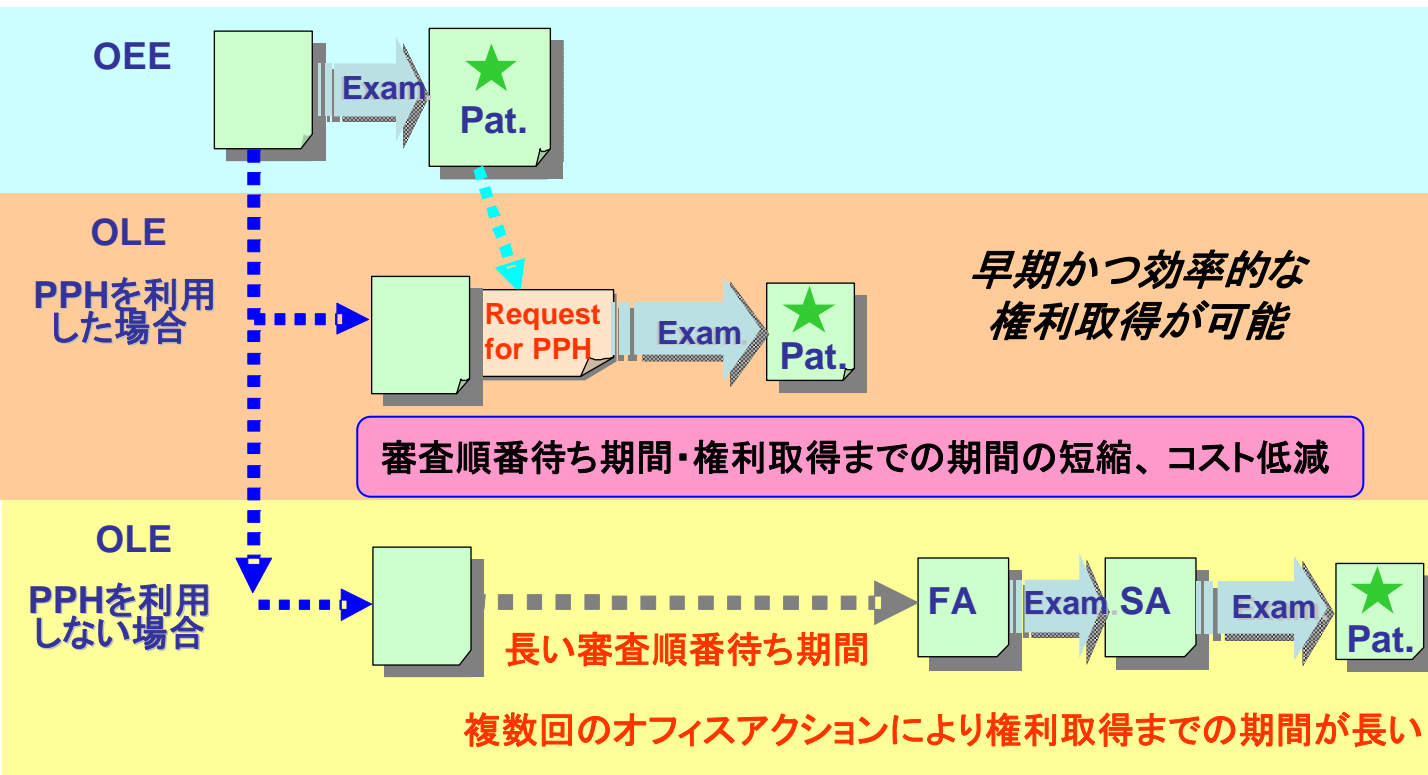 OEE
Exam.
Pat.
OLE
PPHを利用
した場合
Request
for PPH
Exam.
Pat.
早期かつ効率的な
権利取得が可能
審査順番待ち期間・権利取得までの期間の短縮、コスト低減
OLE
PPHを利用
しない場合
長い審査順番待ち期間
FA
Exam.
SA
Exam.
Pat.
複数回のオフィスアクションにより権利取得までの期間が長い